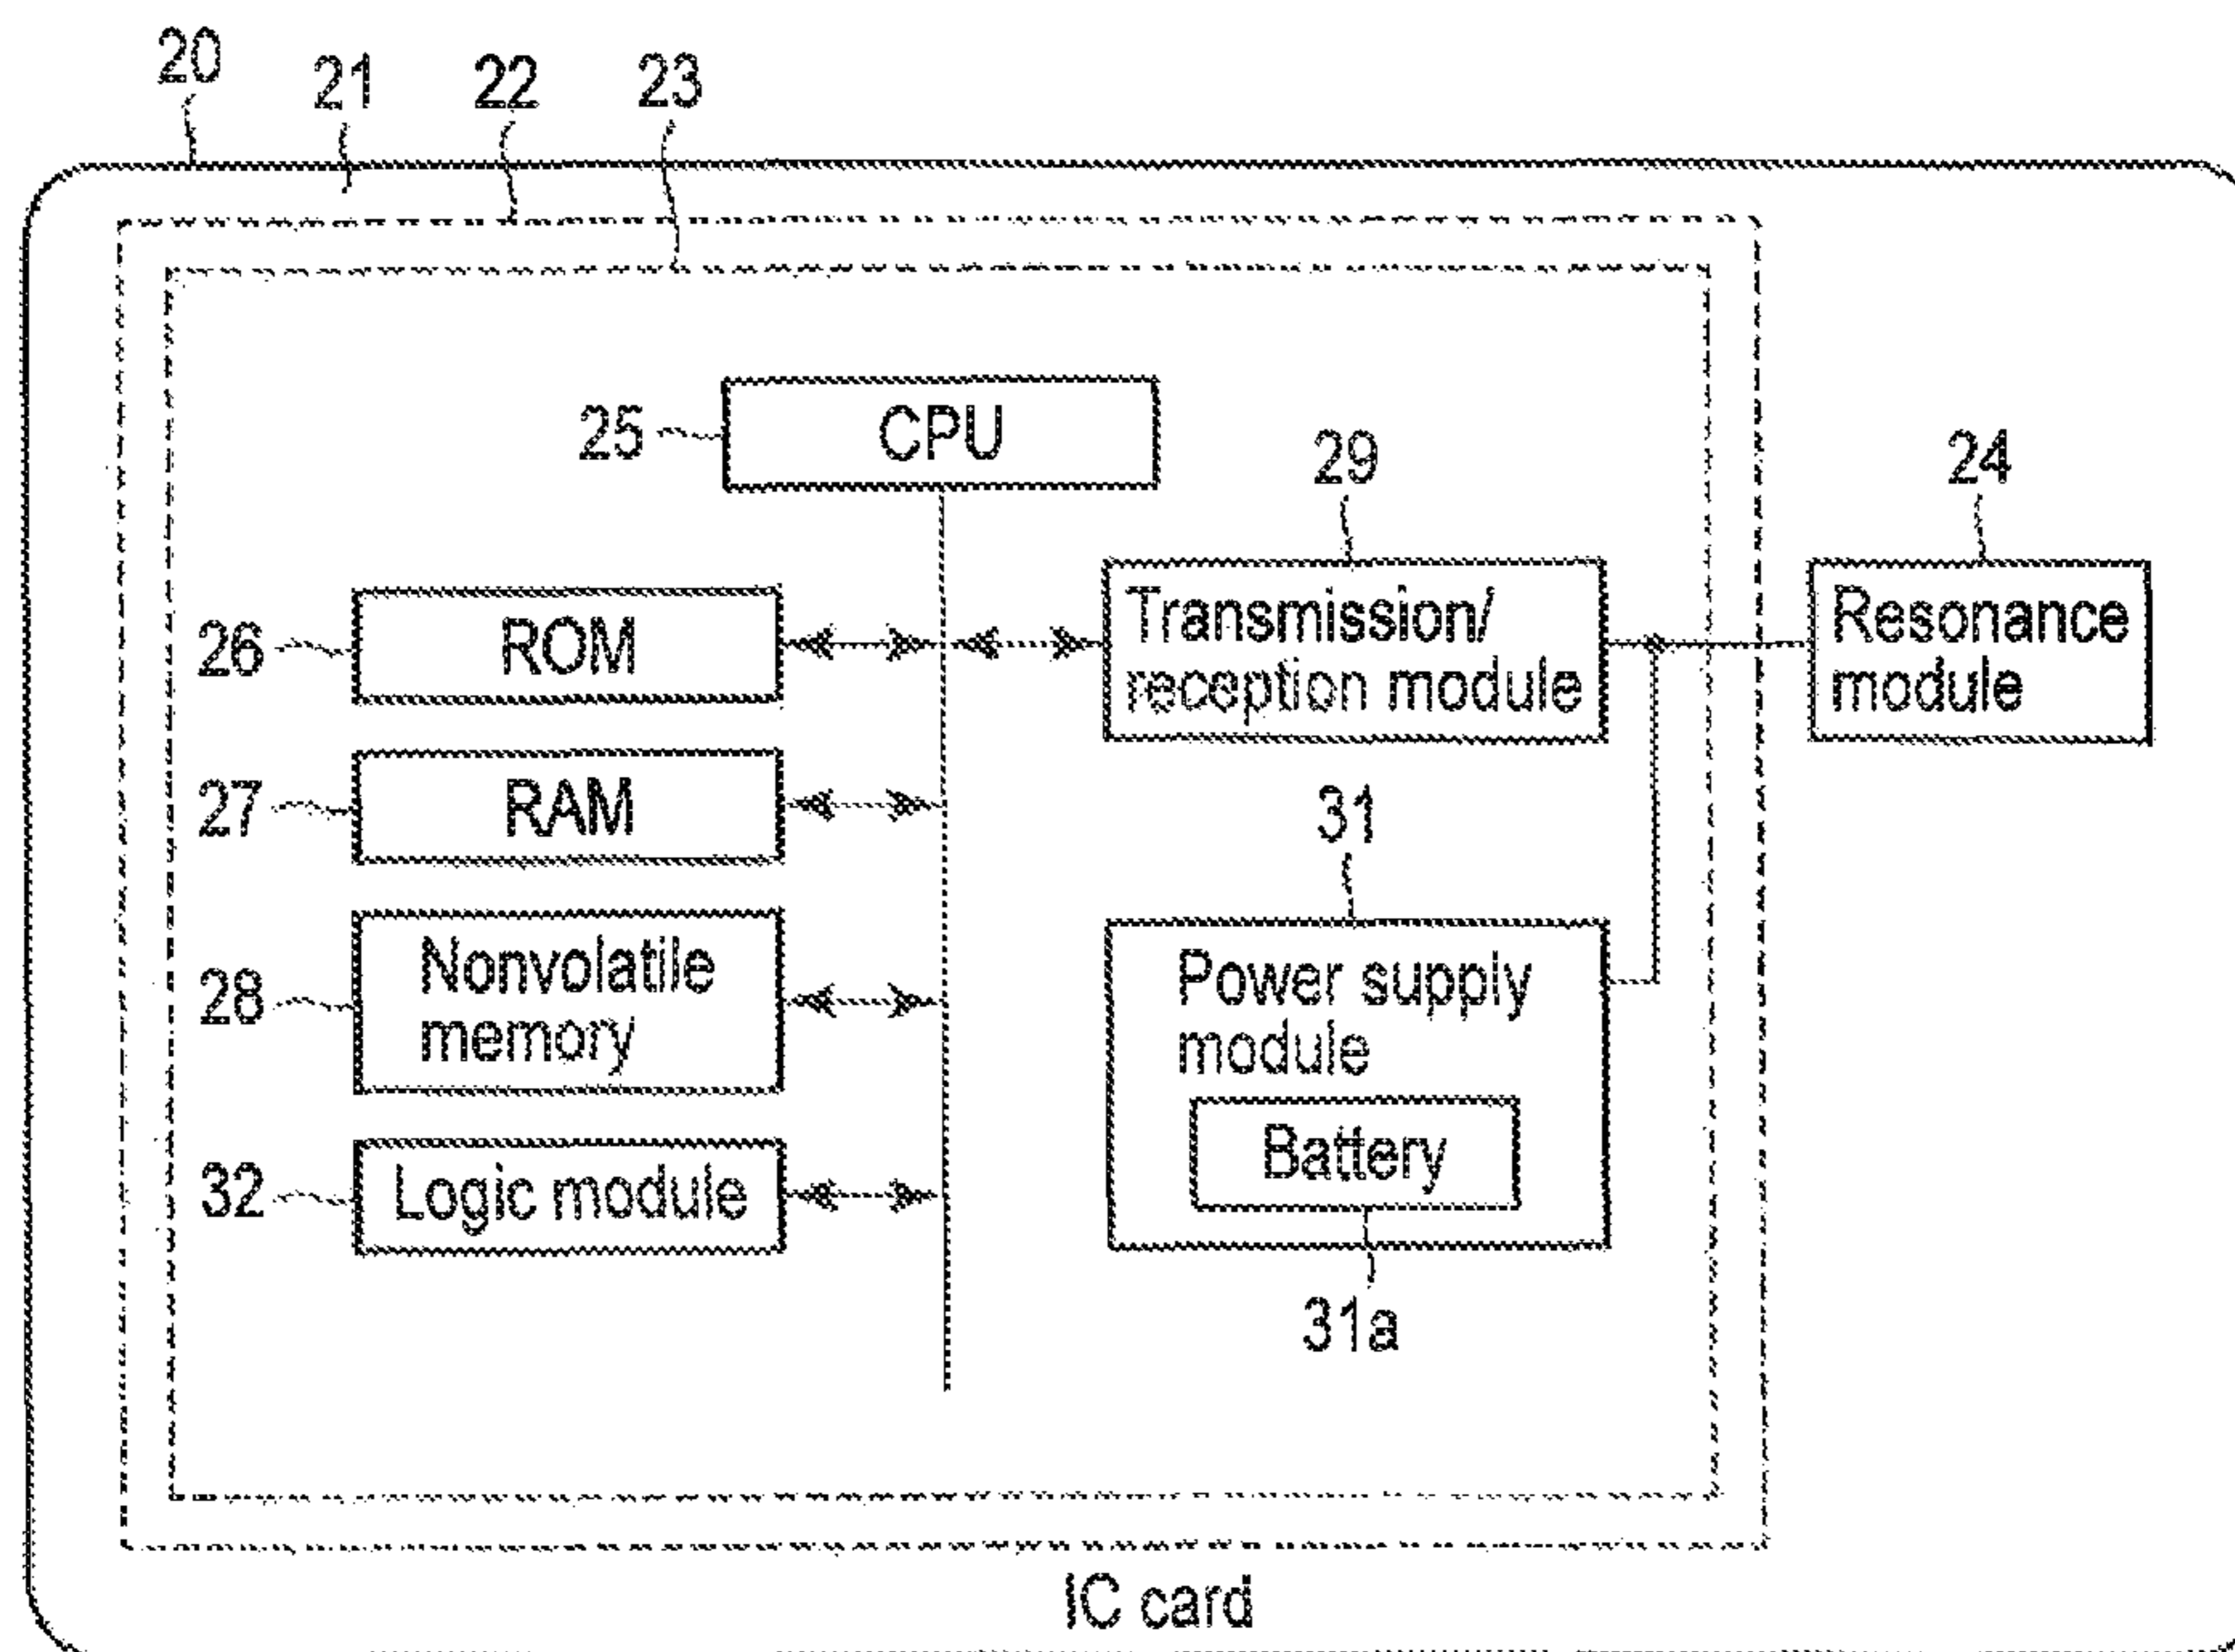 20
21
22
23
25
CPU
29
24
26
ROM
Transmission/
reception module
Resonance
module
27
RAM
31
28
Nonvolatile
memory
Power supply
module
32
Logic module
Battery
31a
IC card